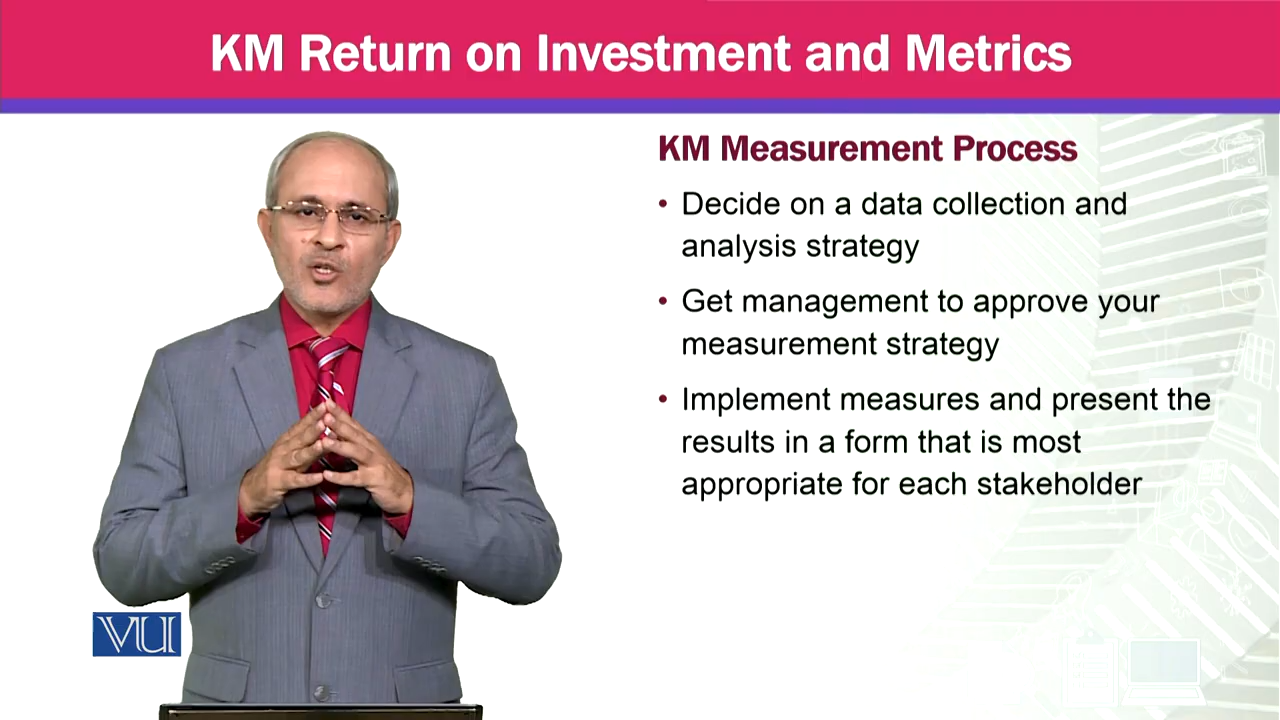 KM Return on Investment and Metrics
KM Measurement Process
• Decide on a data collection and
analysis strategy
• Get management to approve your
measurement strategy
• Implement measures and present the
results in a form that is most
appropriate for each stakeholder
VU